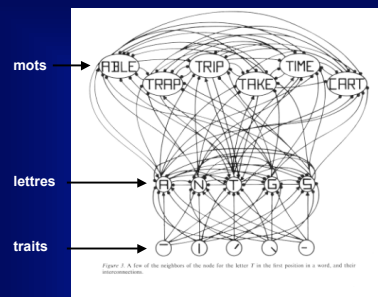 mots
ABLE
TRIP
TIME
TRAP
TAKE
CART
lettres
A N T G S
traits
Figure 3. A few of the neighbors of the node for the letter T in the first position in a word, and their
interconnections.